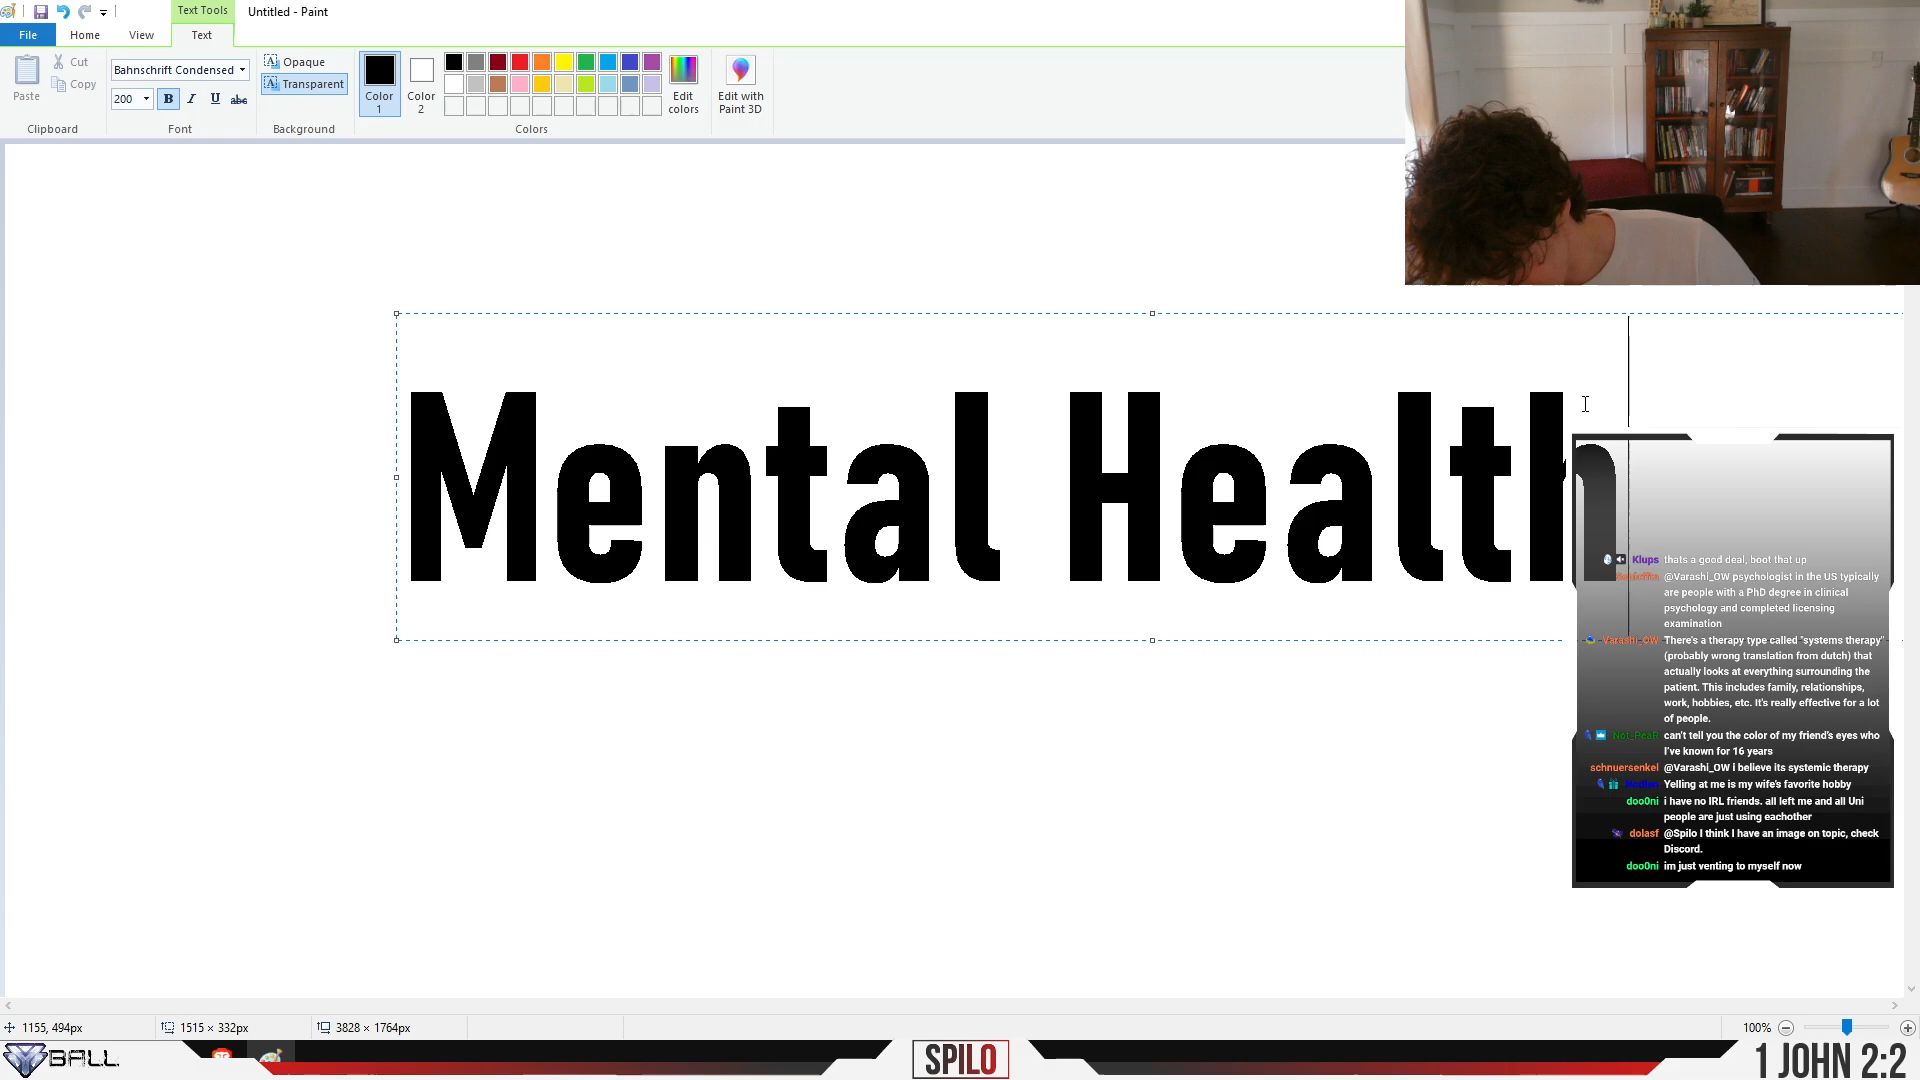 Text Tools
Untitled - Paint
File
Home
View
Text
Paste
Cut
Copy
Clipboard
Bahnschrift Condensed
200
B
I
U
abc
Font
Opaque
Transparent
Background
Color
1
Color
2
Edit
colors
Colors
Edit with
Paint 3D
Mental Health
Klups thats a good deal, boot that up
@Varashi_OW psychologist in the US typically
are people with a PhD degree in clinical
psychology and completed licensing
examination
Varashi_OW There's a therapy type called "systems therapy"
(probably wrong translation from dutch) that
actually looks at everything surrounding the
patient. This includes family, relationships,
work, hobbies, etc. It's really effective for a lot
of people.
can't tell you the color of my friend's eyes who
I've known for 16 years
schnuersenkel @Varashi_OW i believe its systemic therapy
Yelling at me is my wife's favorite hobby
doo0ni i have no IRL friends. all left me and all Uni
people are just using eachother
dolasf @Spilo I think I have an image on topic, check
Discord.
doo0ni im just venting to myself now
1155, 494px
1515 × 332px
3828 × 1764px
100%
BALL
SPILO
1 JOHN 2:2